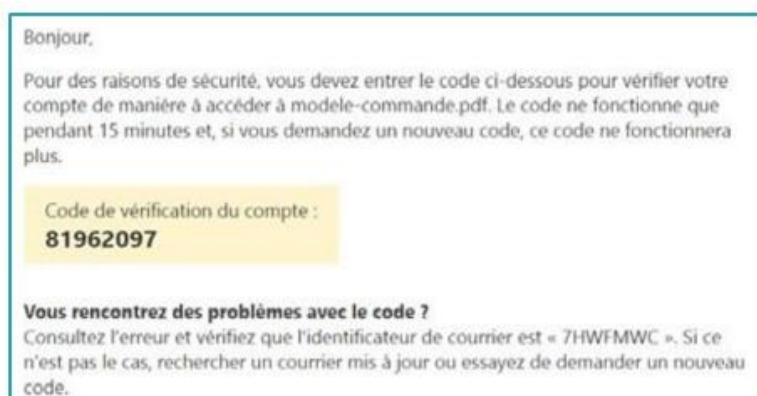 Bonjour,
Pour des raisons de sécurité, vous devez entrer le code ci-dessous pour vérifier votre
compte de manière à accéder à modele-commande.pdf. Le code ne fonctionne que
pendant 15 minutes et, si vous demandez un nouveau code, ce code ne fonctionnera
plus.
Code de vérification du compte :
81962097
Vous rencontrez des problèmes avec le code ?
Consultez l'erreur et vérifiez que l'identificateur de courrier est « 7HWFMWC ». Si ce
n'est pas le cas, rechercher un courrier mis à jour ou essayez de demander un nouveau
code.